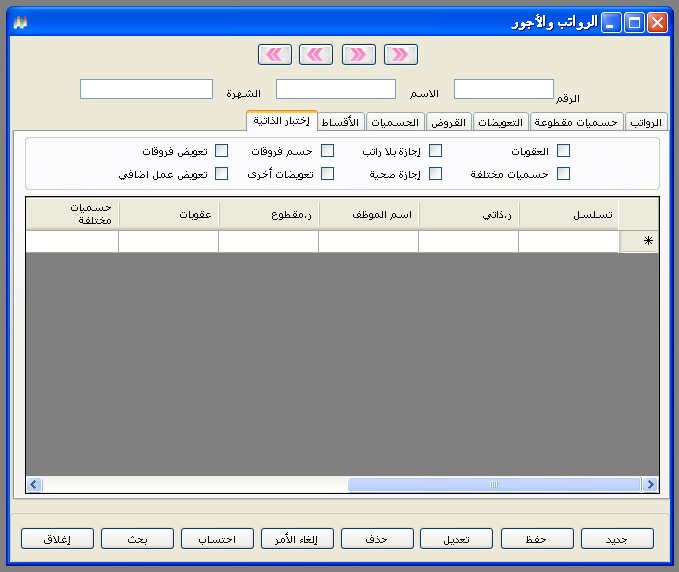 الرواتب والأجور
الرقم الاسم الشهرة
الرواتب حسميات مقطوعة التعويضات القروض الحسميات الأقساط إختبار الذاتية
العقوبات إجازة بلا راتب حسم فروقات تعويض فروقات
حسميات مختلفة إجازة صحية تعويضات أخرى تعويض عمل اضافي
تسلسل ر.ذاتي اسم الموظف ر.مقطوع عقوبات حسميات مختلفة
جديد حفظ تعديل حذف إلغاء الأمر احتساب بحث إغلاق